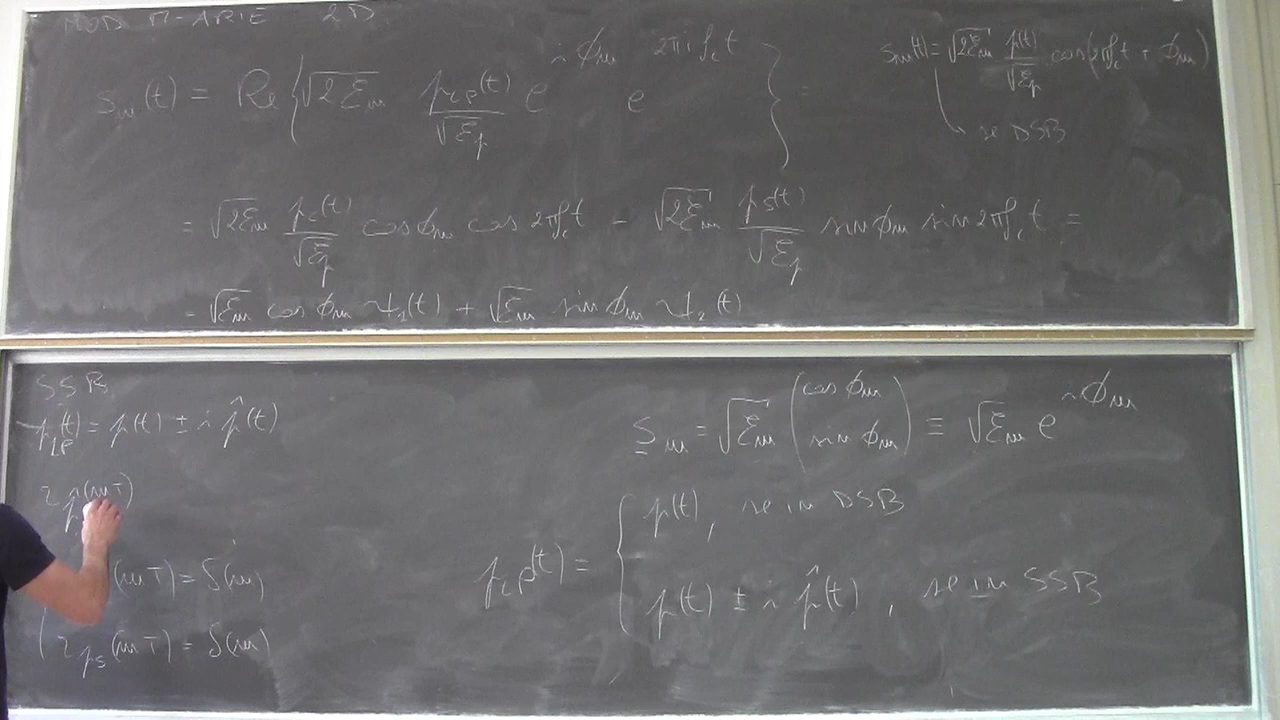 MOD M-ARIE 2D
s_m(t) = Re{√(2ℰ_m) p_LP(t)/√ℰ_p e^{iφ_m} e^{2πi f_c t}} =
s_m(t) = √(2ℰ_m) p(t)/√ℰ_p cos(2πf_c t + φ_m)
se DSB
= √(2ℰ_m) p_c(t)/√ℰ_p cos φ_m cos 2πf_c t − √(2ℰ_m) p_s(t)/√ℰ_p sin φ_m sin 2πf_c t =
= √ℰ_m cos φ_m ψ_1(t) + √ℰ_m sin φ_m ψ_2(t)
SSB
p_LP(t) = p(t) ± i p̂(t)
r_p(mT)
(mT) = δ(m)
r_ps(mT) = δ(m)
s_m = √ℰ_m (cos φ_m sin φ_m) ≡ √ℰ_m e^{iφ_m}
p_LP(t) = {
p(t), se in DSB
p(t) ± i p̂(t), se in SSB